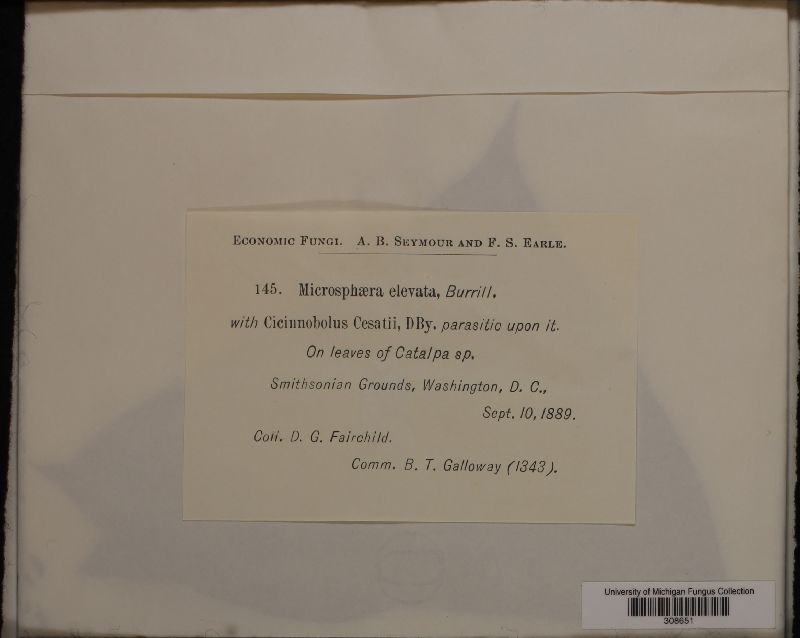 ECONOMIC FUNGI. A. B. SEYMOUR AND F. S. EARLE.
145. Microsphæra elevata, Burrill.
with Cicinnobolus Cesatii, DBy. parasitic upon it.
On leaves of Catalpa sp.
Smithsonian Grounds, Washington, D. C.,
Sept. 10, 1889.
Coll. D. G. Fairchild.
Comm. B. T. Galloway (1343).
University of Michigan Fungus Collection
308651